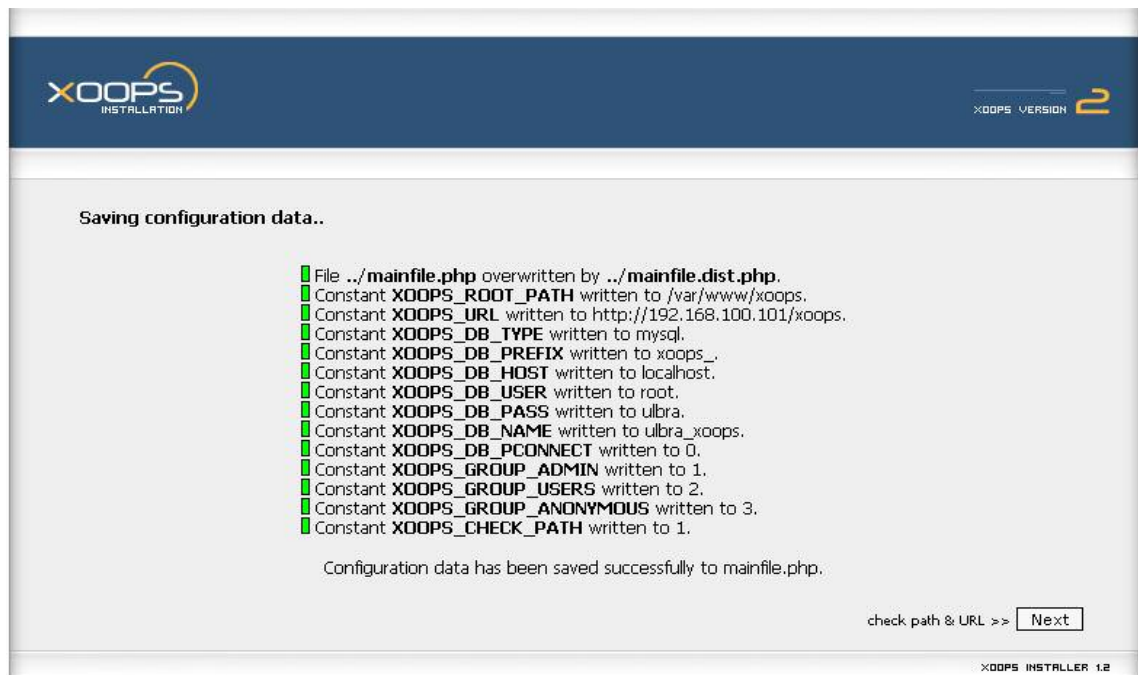 XOOPS
INSTALLATION
XOOPS VERSION 2
Saving configuration data..
File ../mainfile.php overwritten by ../mainfile.dist.php.
Constant XOOPS_ROOT_PATH written to /var/www/xoops.
Constant XOOPS_URL written to http://192.168.100.101/xoops.
Constant XOOPS_DB_TYPE written to mysql.
Constant XOOPS_DB_PREFIX written to xoops_.
Constant XOOPS_DB_HOST written to localhost.
Constant XOOPS_DB_USER written to root.
Constant XOOPS_DB_PASS written to ulbra.
Constant XOOPS_DB_NAME written to ulbra_xoops.
Constant XOOPS_DB_PCONNECT written to 0.
Constant XOOPS_GROUP_ADMIN written to 1.
Constant XOOPS_GROUP_USERS written to 2.
Constant XOOPS_GROUP_ANONYMOUS written to 3.
Constant XOOPS_CHECK_PATH written to 1.
Configuration data has been saved successfully to mainfile.php.
check path & URL >> Next
XOOPS INSTALLER 1.2